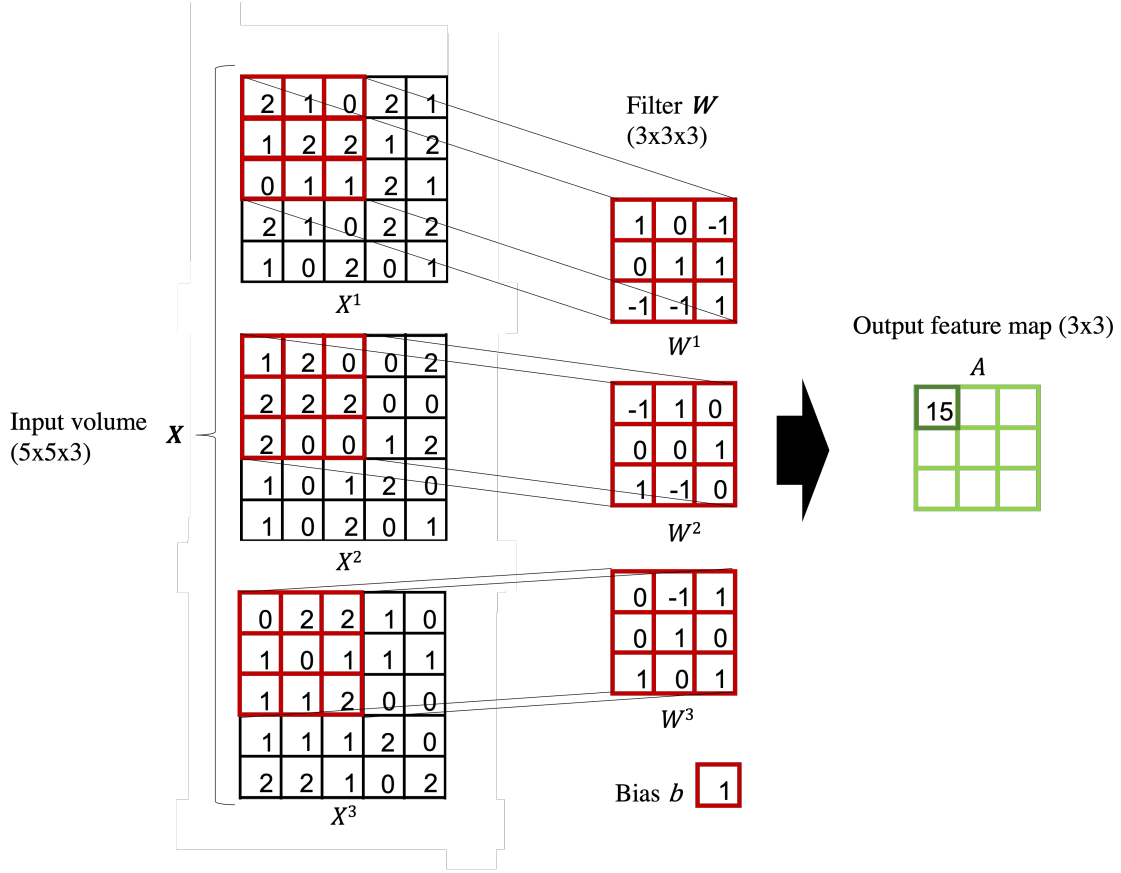 2 1 0 2 1
1 2 2 1 2
0 1 1 2 1
2 1 0 2 2
1 0 2 0 1
X¹
1 2 0 0 2
2 2 2 0 0
2 0 0 1 2
1 0 1 2 0
1 0 2 0 1
X²
Input volume
(5x5x3)
X
0 2 2 1 0
1 0 1 1 1
1 1 2 0 0
1 1 1 2 0
2 2 1 0 2
X³
Filter W
(3x3x3)
1 0 -1
0 1 1
-1 -1 1
W¹
-1 1 0
0 0 1
1 -1 0
W²
0 -1 1
0 1 0
1 0 1
W³
Bias b
1
Output feature map (3x3)
A
15